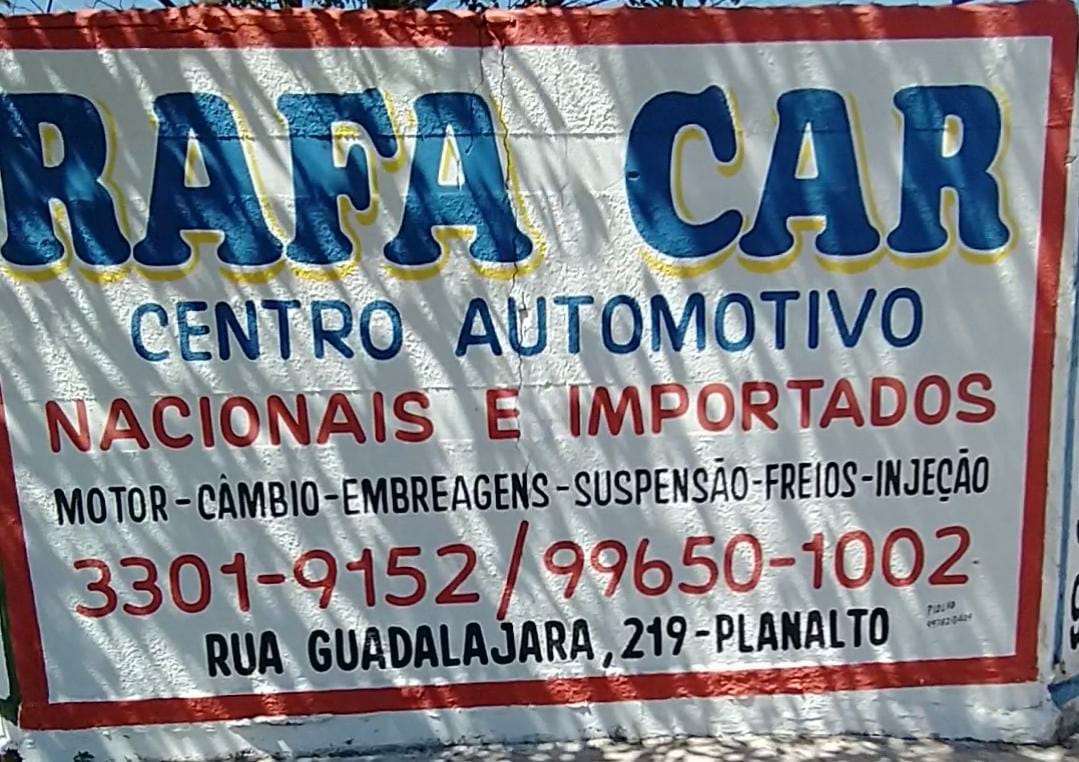 RAFA CAR
CENTRO AUTOMOTIVO
NACIONAIS E IMPORTADOS
MOTOR-CÂMBIO-EMBREAGENS-SUSPENSÃO-FREIOS-INJEÇÃO
3301-9152/99650-1002
RUA GUADALAJARA, 219-PLANALTO